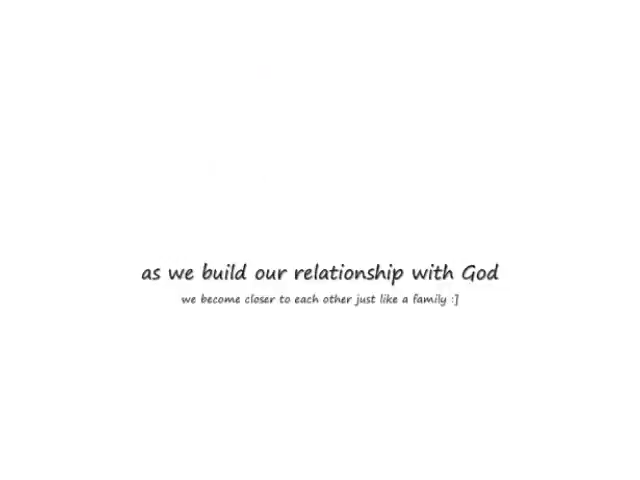 as we build our relationship with God
we become closer to each other just like a family :]